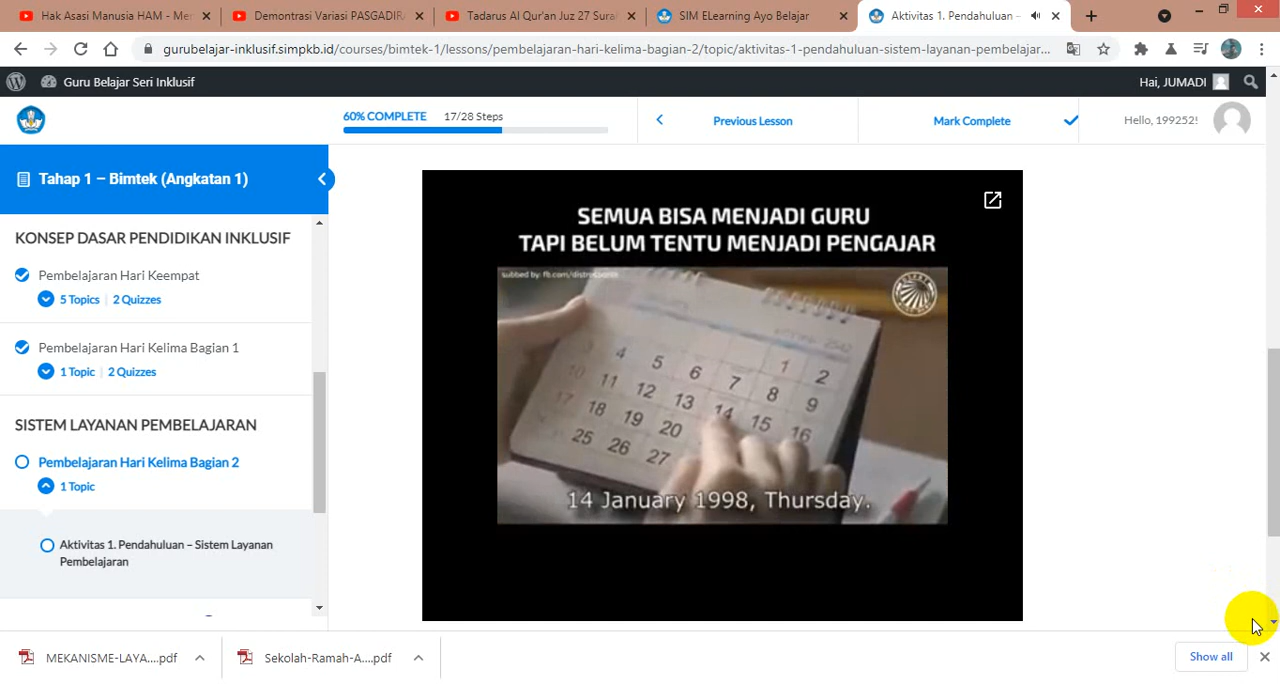 Hak Asasi Manusia HAM - Me
Demontrasi Variasi PASGADIR
Tadarus Al Qur'an Juz 27 Sura
SIM ELearning Ayo Belajar
Aktivitas 1. Pendahuluan –
gurubelajar-inklusif.simpkb.id/courses/bimtek-1/lessons/pembelajaran-hari-kelima-bagian-2/topic/aktivitas-1-pendahuluan-sistem-layanan-pembelajar...
Guru Belajar Seri Inklusif
Hai, JUMADI
60% COMPLETE 17/28 Steps
Previous Lesson
Mark Complete
Hello, 199252
Tahap 1 – Bimtek (Angkatan 1)
KONSEP DASAR PENDIDIKAN INKLUSIF
Pembelajaran Hari Keempat
5 Topics | 2 Quizzes
Pembelajaran Hari Kelima Bagian 1
1 Topic | 2 Quizzes
SISTEM LAYANAN PEMBELAJARAN
Pembelajaran Hari Kelima Bagian 2
1 Topic
Aktivitas 1. Pendahuluan – Sistem Layanan
Pembelajaran
SEMUA BISA MENJADI GURU
TAPI BELUM TENTU MENJADI PENGAJAR
1 2
4 5 6 7 8 9
10 11 12 13 14 15 16
17 18 19 20
25 26 27
14 January 1998, Thursday.
MEKANISME-LAYA....pdf
Sekolah-Ramah-A....pdf
Show all